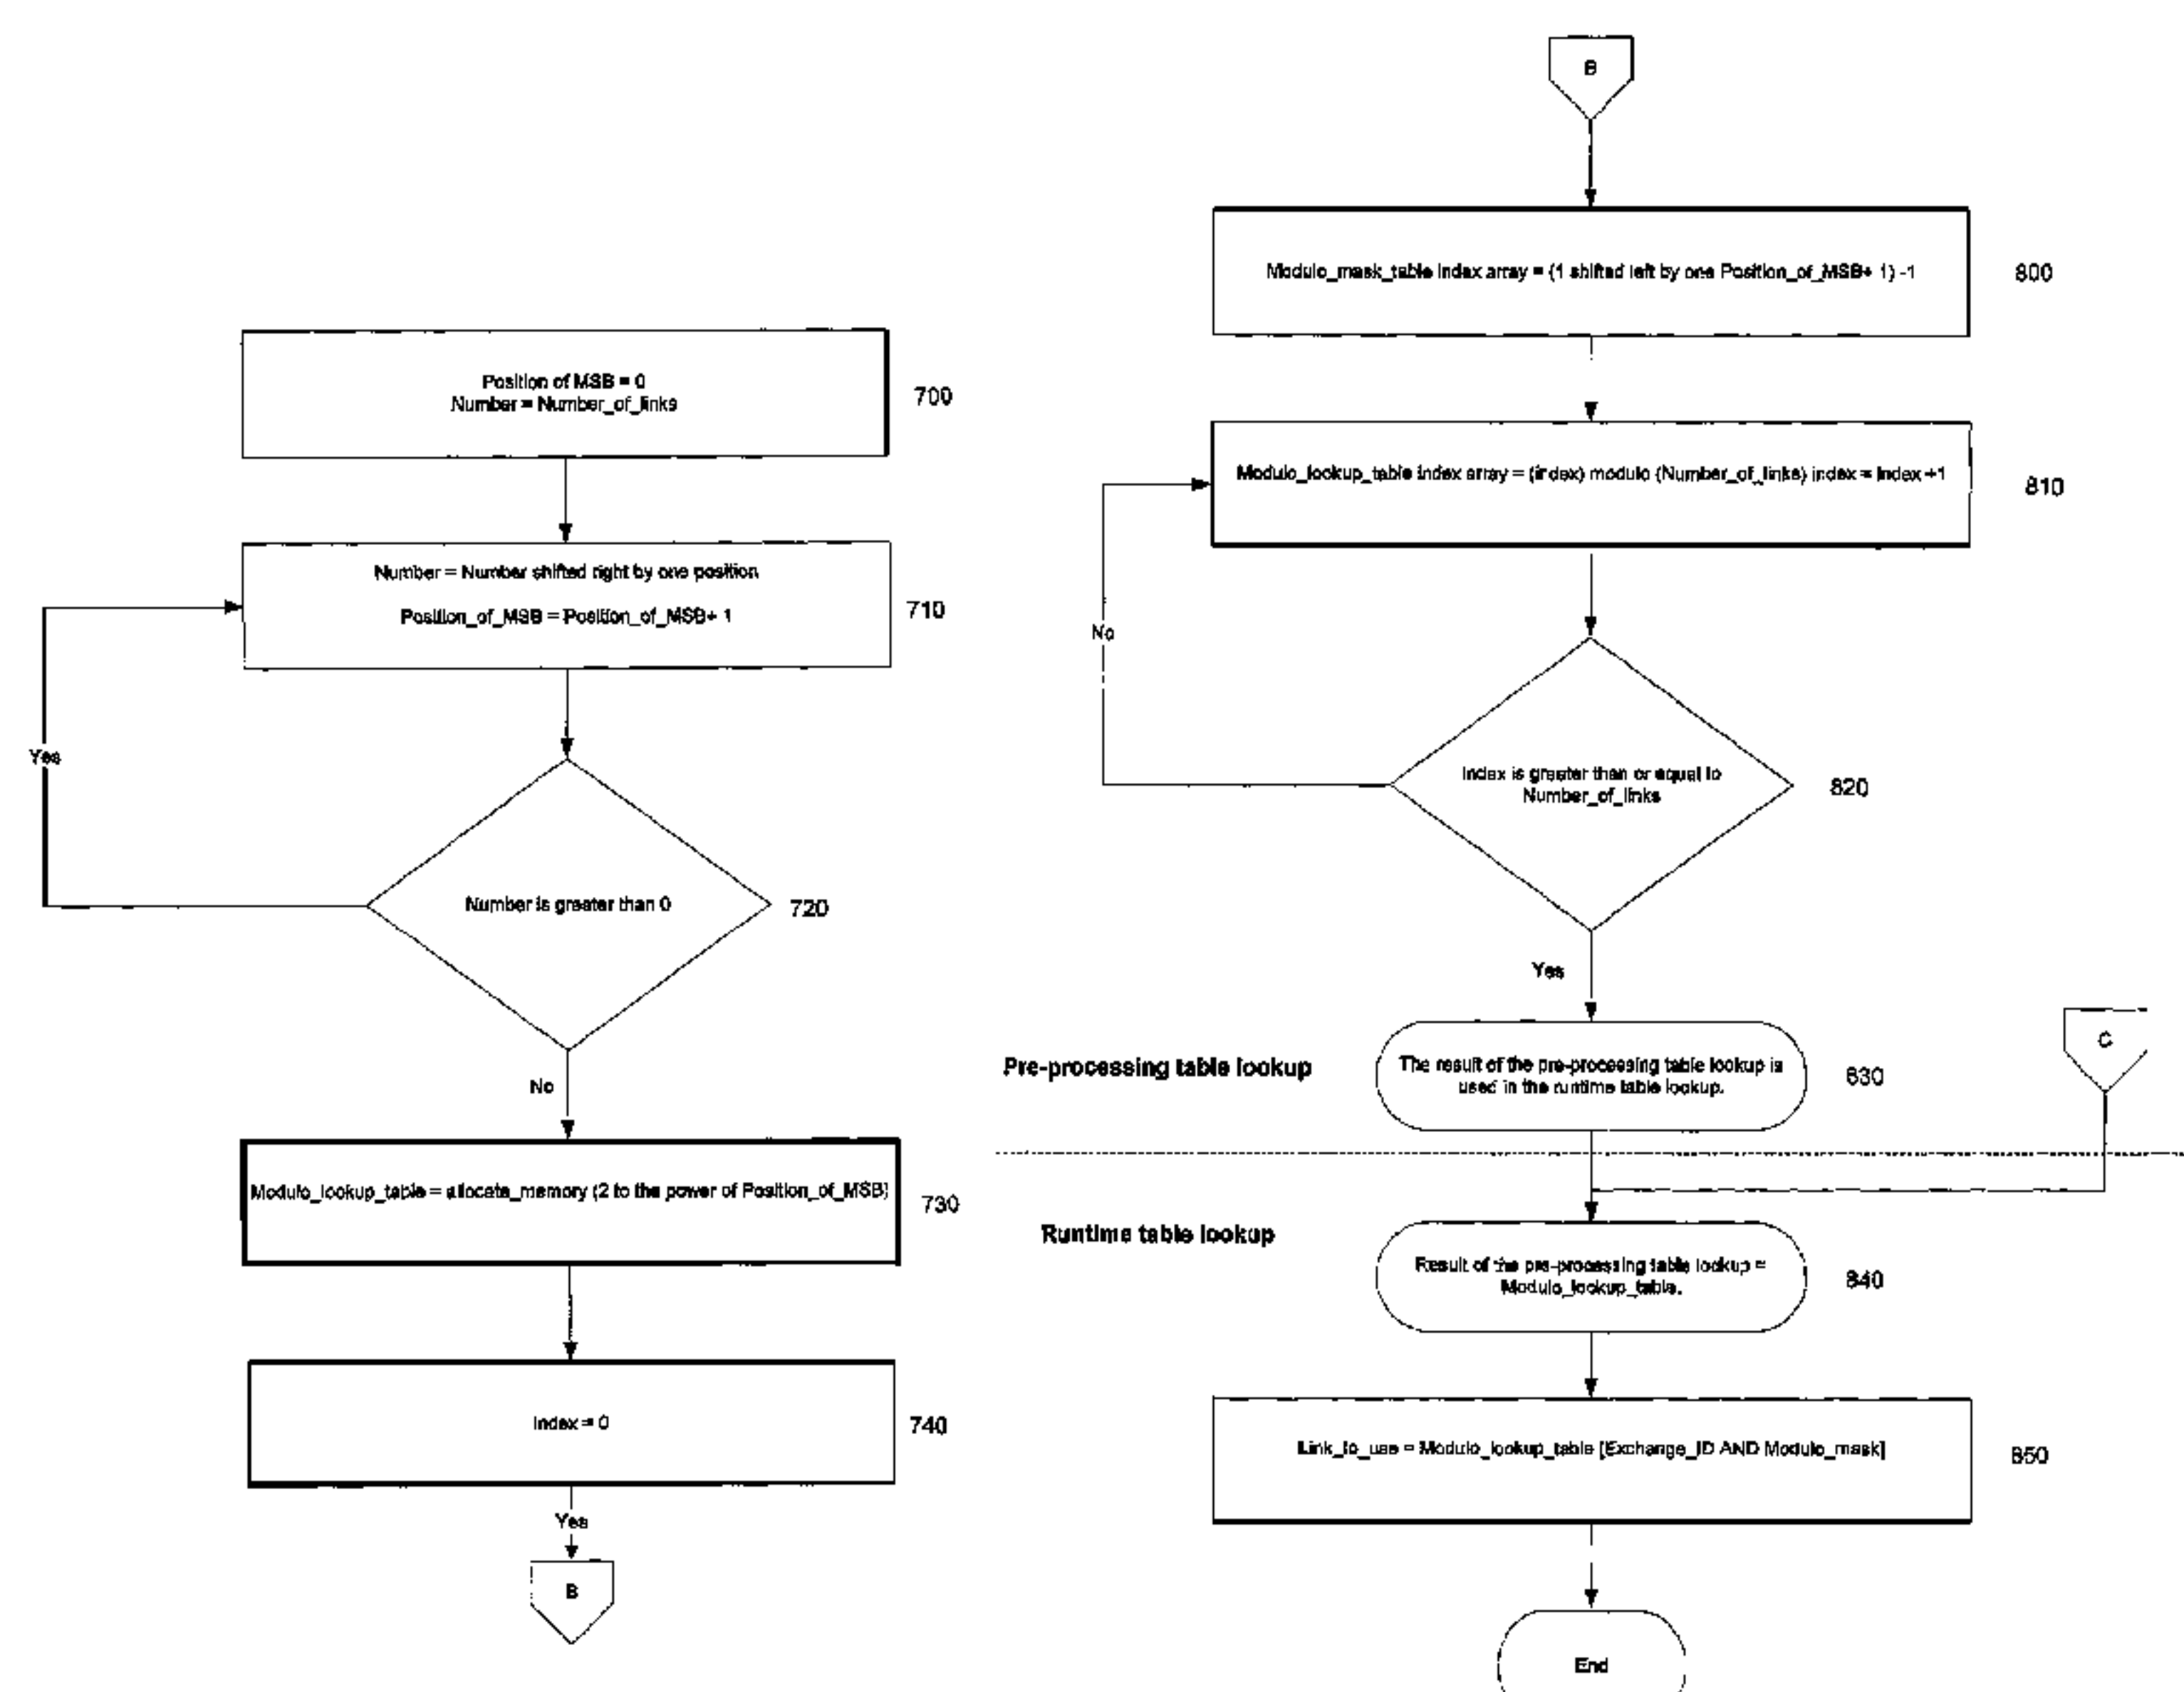 Position of MSB = 0
Number = Number_of_links
700
Number = Number shifted right by one position
Position_of_MSB = Position_of_MSB+ 1
710
Yes
Number is greater than 0
720
No
Modulo_lookup_table = allocate_memory (2 to the power of Position_of_MSB)
730
Index = 0
740
Yes
B
B
Modulo_mask_table index array = (1 shifted left by one Position_of_MSB+ 1) -1
800
Modulo_lookup_table index array = (index) modulo (Number_of_links) index = index +1
810
No
Index is greater than or equal to
Number_of_links
820
Yes
Pre-processing table lookup
The result of the pre-processing table lookup is
used in the runtime table lookup.
830
C
Runtime table lookup
Result of the pre-processing table lookup =
Modulo_lookup_table.
840
Link_to_use = Modulo_lookup_table [Exchange_ID AND Modulo_mask]
850
End